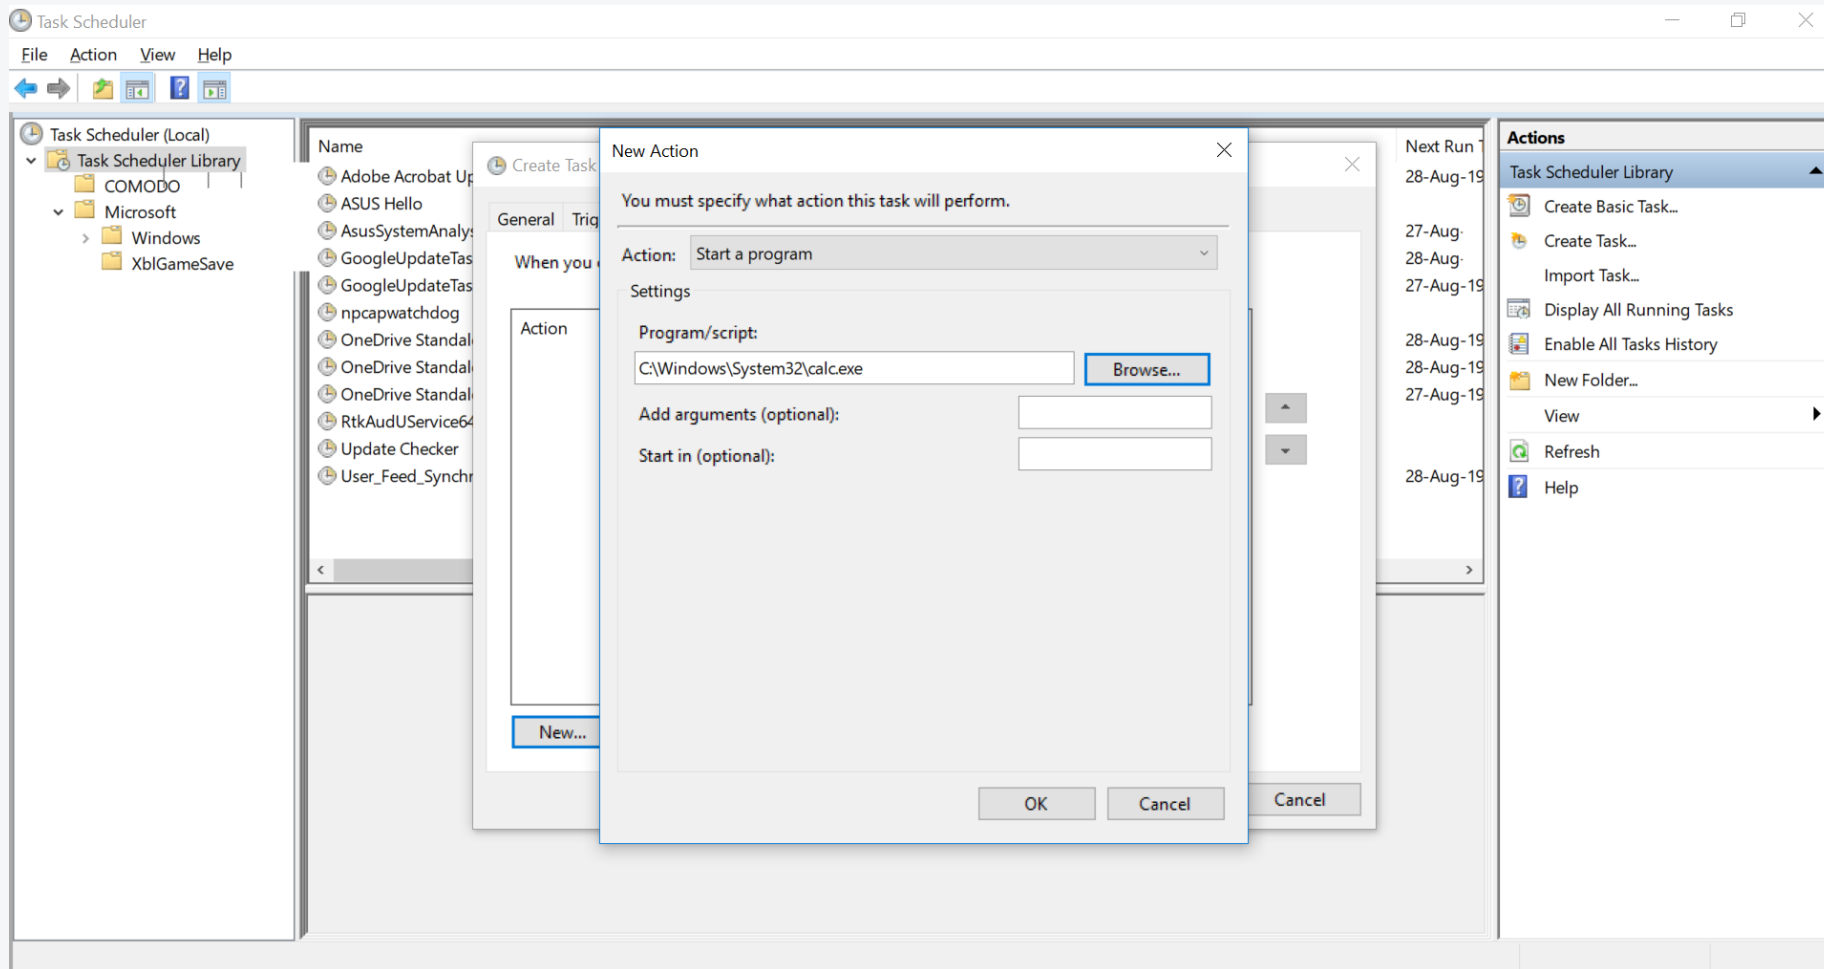 Task Scheduler
File Action View Help
Task Scheduler (Local)
Task Scheduler Library
COMODO
Microsoft
Windows
XblGameSave
Name
Adobe Acrobat Up
ASUS Hello
AsusSystemAnalys
GoogleUpdateTas
GoogleUpdateTas
npcapwatchdog
OneDrive Standal
OneDrive Standal
OneDrive Standal
RtkAudUService64
Update Checker
User_Feed_Synchr
Create Task
General Trig
When you
Action
New...
Cancel
New Action
You must specify what action this task will perform.
Action: Start a program
Settings
Program/script:
C:\Windows\System32\calc.exe Browse...
Add arguments (optional):
Start in (optional):
OK Cancel
Next Run T
28-Aug-19
27-Aug-
28-Aug-
27-Aug-19
28-Aug-19
28-Aug-19
27-Aug-19
28-Aug-19
Actions
Task Scheduler Library
Create Basic Task...
Create Task...
Import Task...
Display All Running Tasks
Enable All Tasks History
New Folder...
View
Refresh
Help